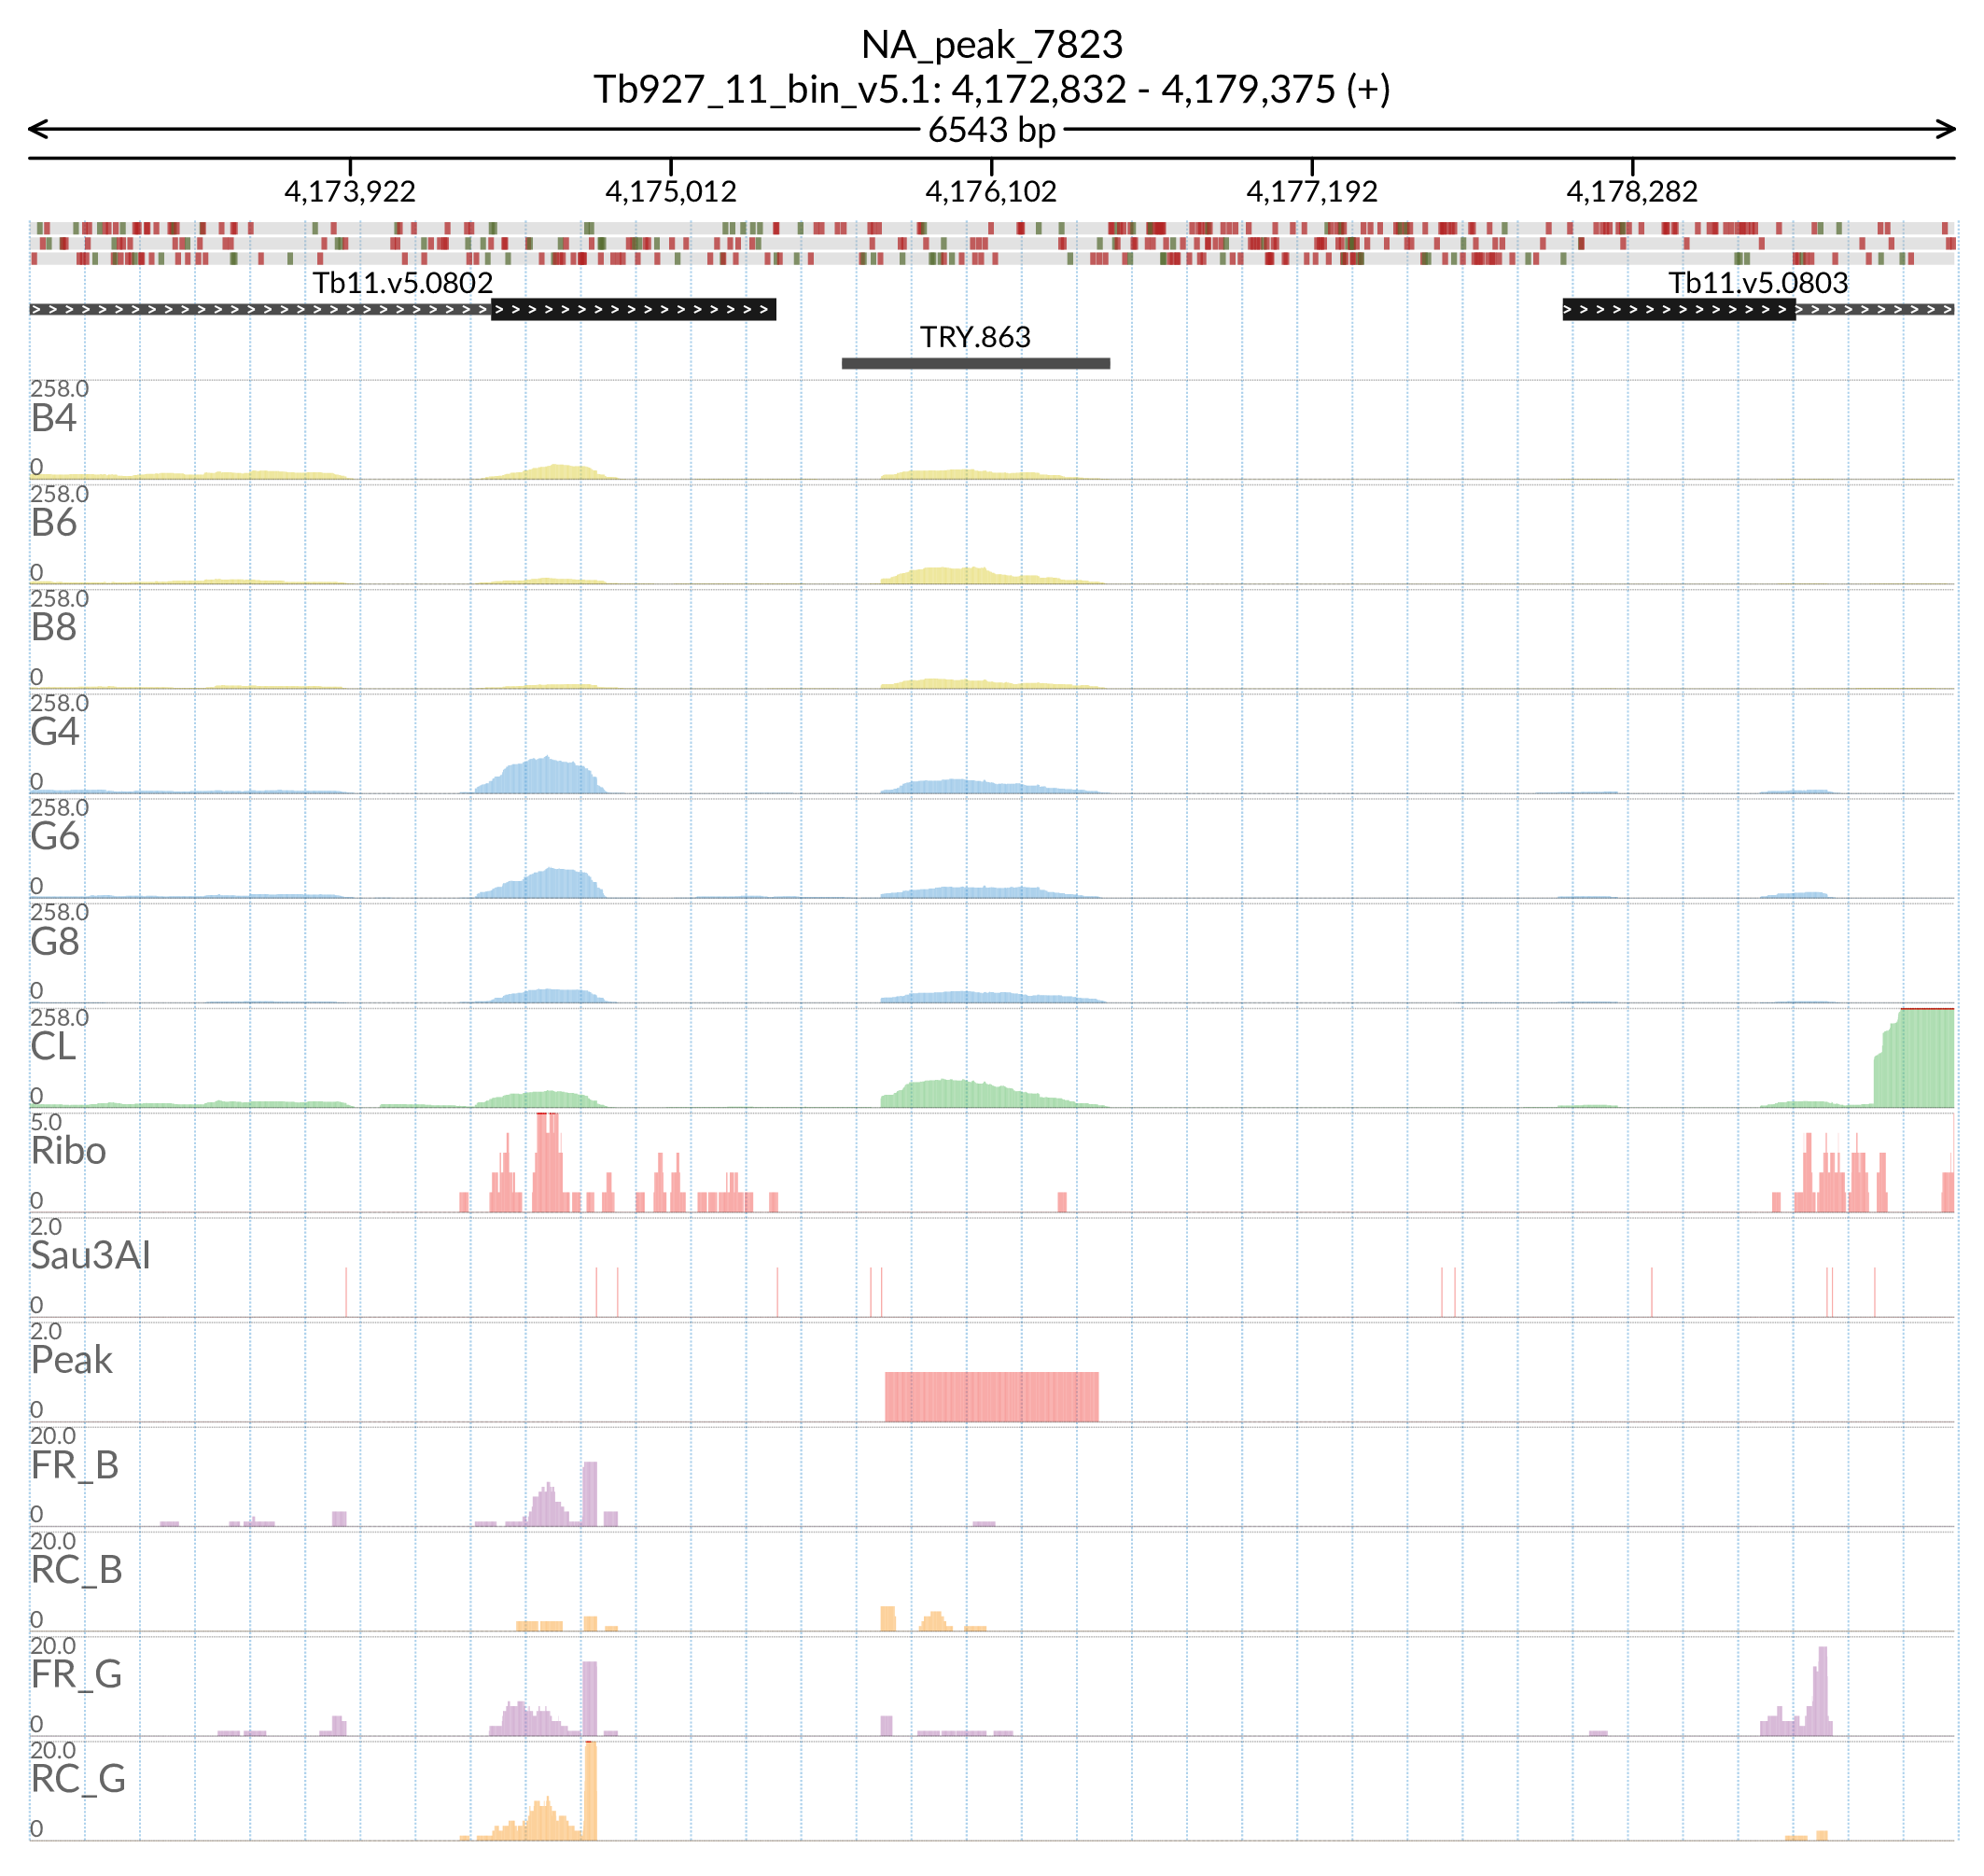 NA_peak_7823
Tb927_11_bin_v5.1: 4,172,832 - 4,179,375 (+)
6543 bp
4,173,922 4,175,012 4,176,102 4,177,192 4,178,282
Tb11.v5.0802 Tb11.v5.0803
TRY.863
258.0
B4
0
258.0
B6
0
258.0
B8
0
258.0
G4
0
258.0
G6
0
258.0
G8
0
258.0
CL
0
5.0
Ribo
0
2.0
Sau3AI
0
2.0
Peak
0
20.0
FR_B
0
20.0
RC_B
0
20.0
FR_G
0
20.0
RC_G
0